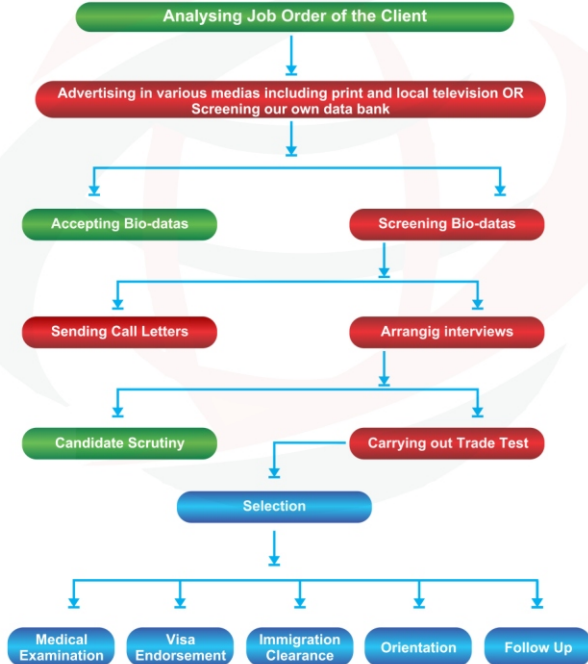 Analysing Job Order of the Client
Advertising in various medias including print and local television OR
Screening our own data bank
Accepting Bio-datas
Screening Bio-datas
Sending Call Letters
Arrangig interviews
Candidate Scrutiny
Carrying out Trade Test
Selection
Medical
Examination
Visa
Endorsement
Immigration
Clearance
Orientation
Follow Up